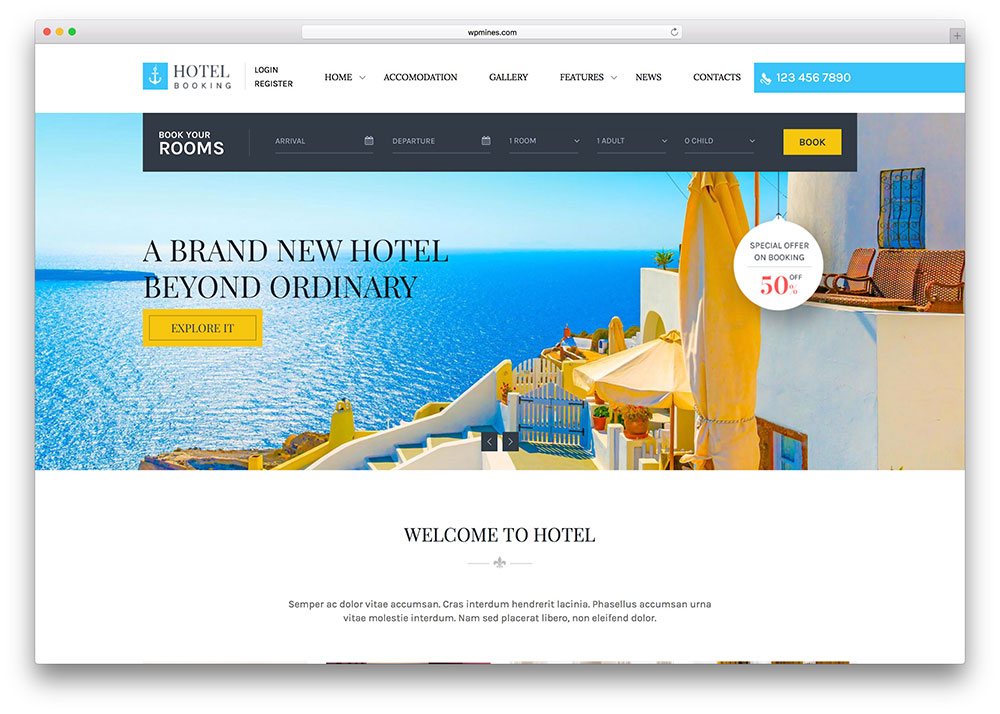 wpmines.com
HOTEL
BOOKING
LOGIN
REGISTER
HOME
ACCOMODATION
GALLERY
FEATURES
NEWS
CONTACTS
123 456 7890
BOOK YOUR
ROOMS
ARRIVAL
DEPARTURE
1 ROOM
1 ADULT
0 CHILD
BOOK
A BRAND NEW HOTEL
BEYOND ORDINARY
EXPLORE IT
SPECIAL OFFER
ON BOOKING
50% OFF
WELCOME TO HOTEL
Semper ac dolor vitae accumsan. Cras interdum hendrerit lacinia. Phasellus accumsan urna
vitae molestie interdum. Nam sed placerat libero, non eleifend dolor.